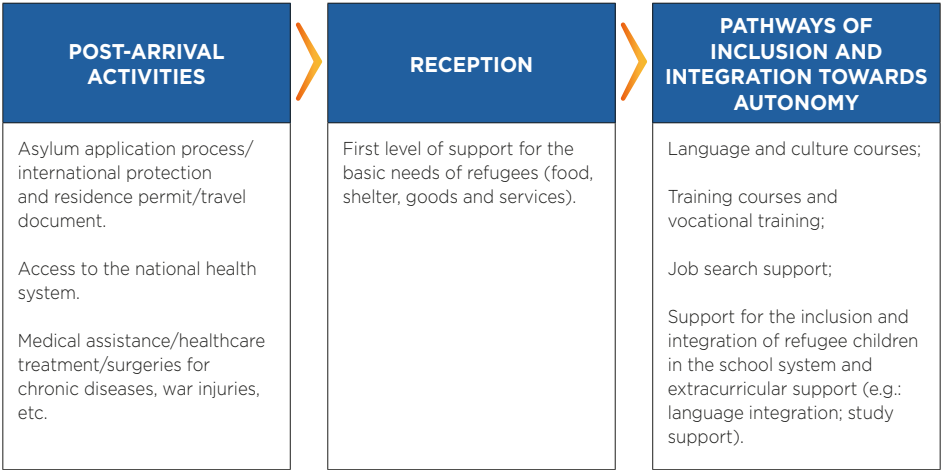 POST-ARRIVAL
ACTIVITIES
Asylum application process/
international protection
and residence permit/travel
document.
Access to the national health
system.
Medical assistance/healthcare
treatment/surgeries for
chronic diseases, war injuries,
etc.
RECEPTION
First level of support for the
basic needs of refugees (food,
shelter, goods and services).
PATHWAYS OF
INCLUSION AND
INTEGRATION TOWARDS
AUTONOMY
Language and culture courses;
Training courses and
vocational training;
Job search support;
Support for the inclusion and
integration of refugee children
in the school system and
extracurricular support (e.g.:
language integration; study
support).